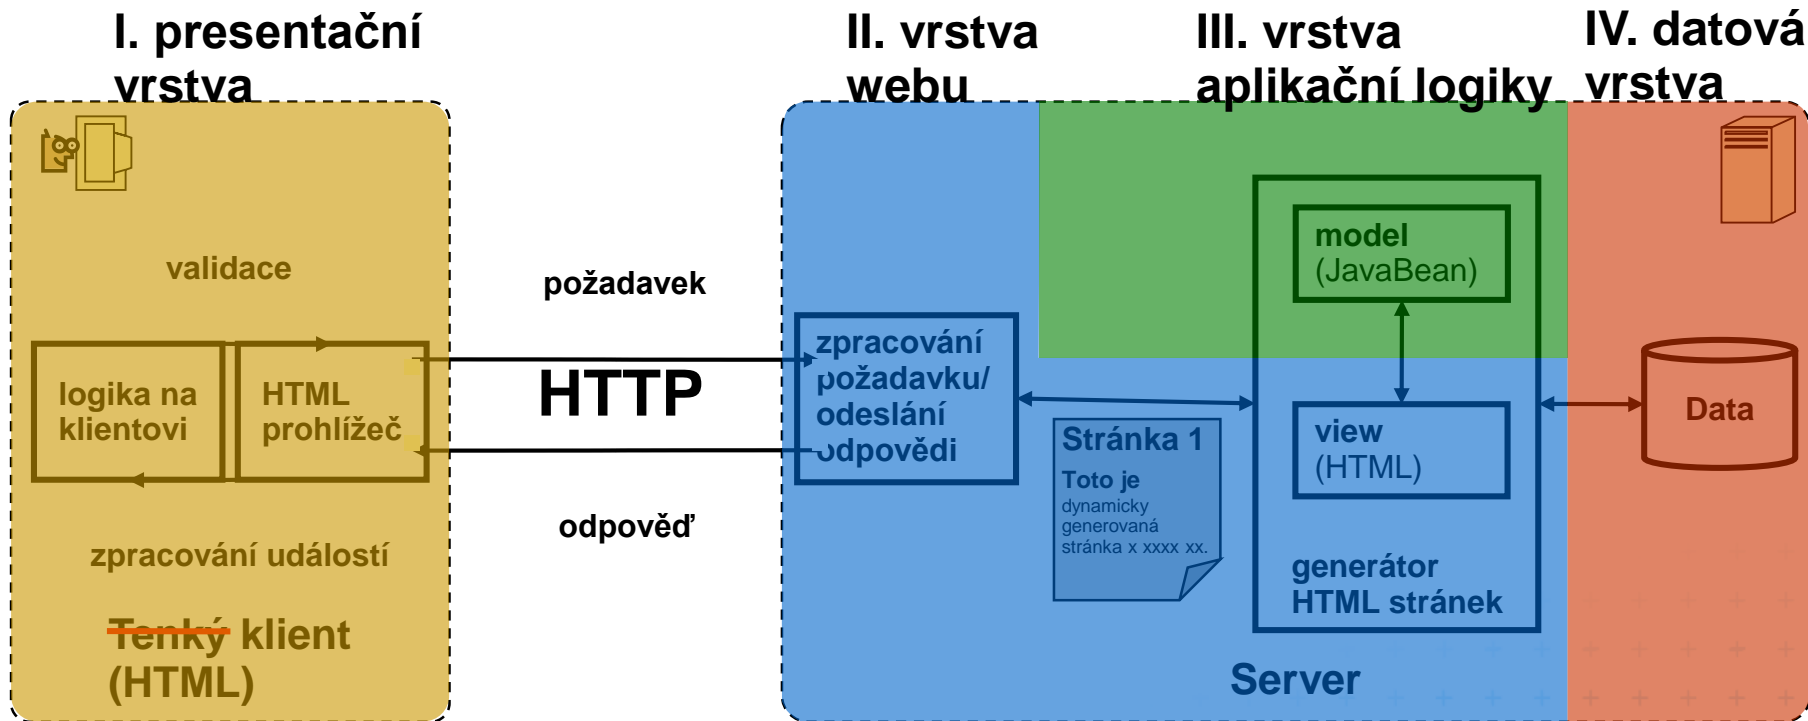 I. presentační
vrstva
II. vrstva
webu
III. vrstva
aplikační logiky
IV. datová
vrstva
validace
logika na
klientovi
HTML
prohlížeč
zpracování událostí
Tenký klient
(HTML)
požadavek
HTTP
odpověď
zpracování
požadavku/
odeslání
odpovědi
Stránka 1
Toto je
dynamicky
generovaná
stránka x xxxx xx.
model
(JavaBean)
view
(HTML)
generátor
HTML stránek
Server
Data